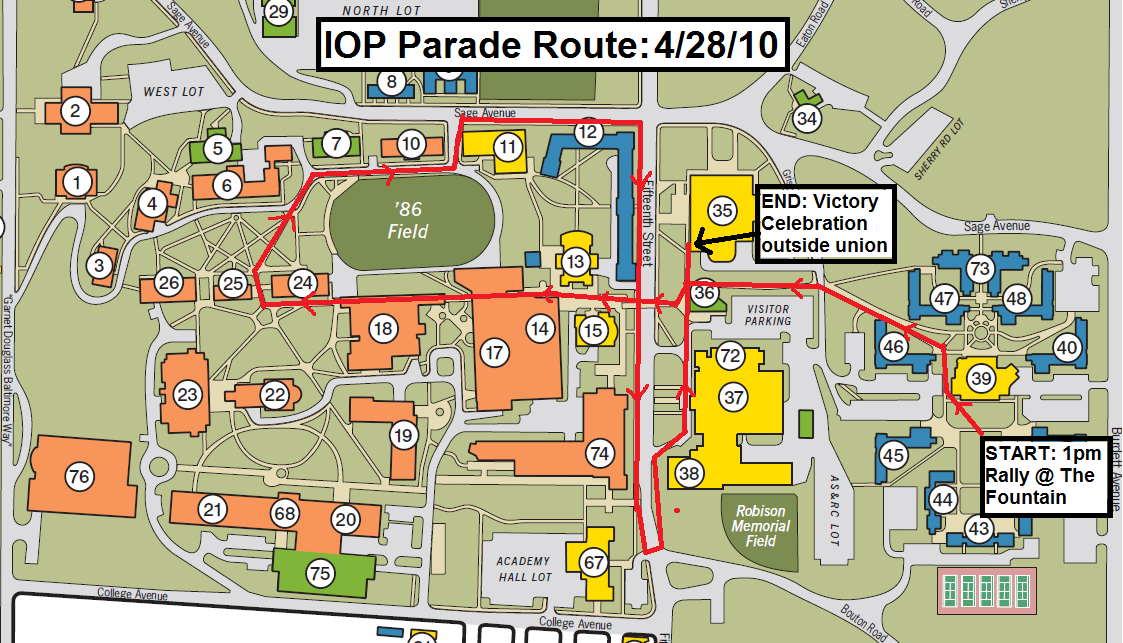 29
NORTH LOT
IOP Parade Route: 4/28/10
Sage Avenue
Eaton Road
Road
8
WEST LOT
2
Sage Avenue
34
SHERRY RD LOT
5
7
10
11
12
1
6
4
'86
Field
Fifteenth Street
35
END: Victory
Celebration
outside union
Sage Avenue
3
26
25
24
13
36
73
47
48
VISITOR
PARKING
18
14
15
46
40
"Garnet Douglass Baltimore Way"
17
72
39
23
22
37
19
74
38
45
START: 1pm
Rally @ The
Fountain
Burdett Avenue
76
21
68
20
44
43
Robison
Memorial
Field
AS&RC LOT
75
ACADEMY
HALL LOT
67
College Avenue
College Avenue
Bouton Road